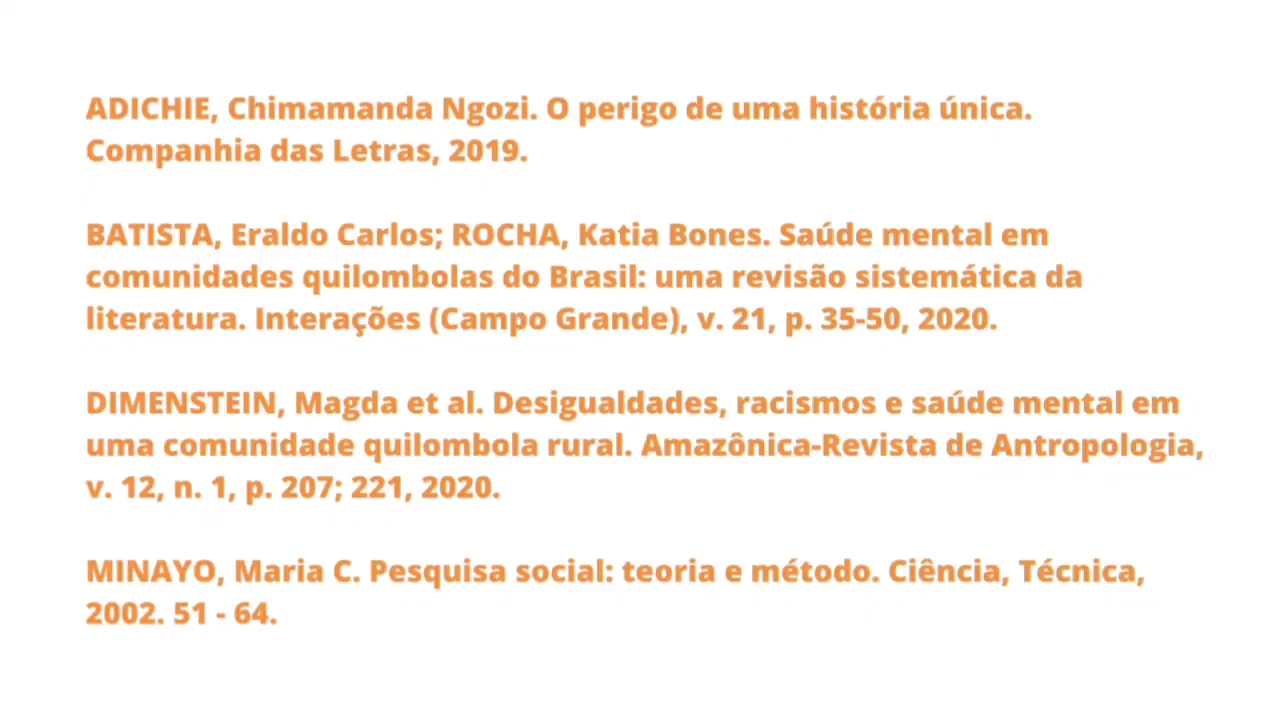 ADICHIE, Chimamanda Ngozi. O perigo de uma história única.
Companhia das Letras, 2019.
BATISTA, Eraldo Carlos; ROCHA, Katia Bones. Saúde mental em
comunidades quilombolas do Brasil: uma revisão sistemática da
literatura. Interações (Campo Grande), v. 21, p. 35-50, 2020.
DIMENSTEIN, Magda et al. Desigualdades, racismos e saúde mental em
uma comunidade quilombola rural. Amazônica-Revista de Antropologia,
v. 12, n. 1, p. 207; 221, 2020.
MINAYO, Maria C. Pesquisa social: teoria e método. Ciência, Técnica,
2002. 51 - 64.